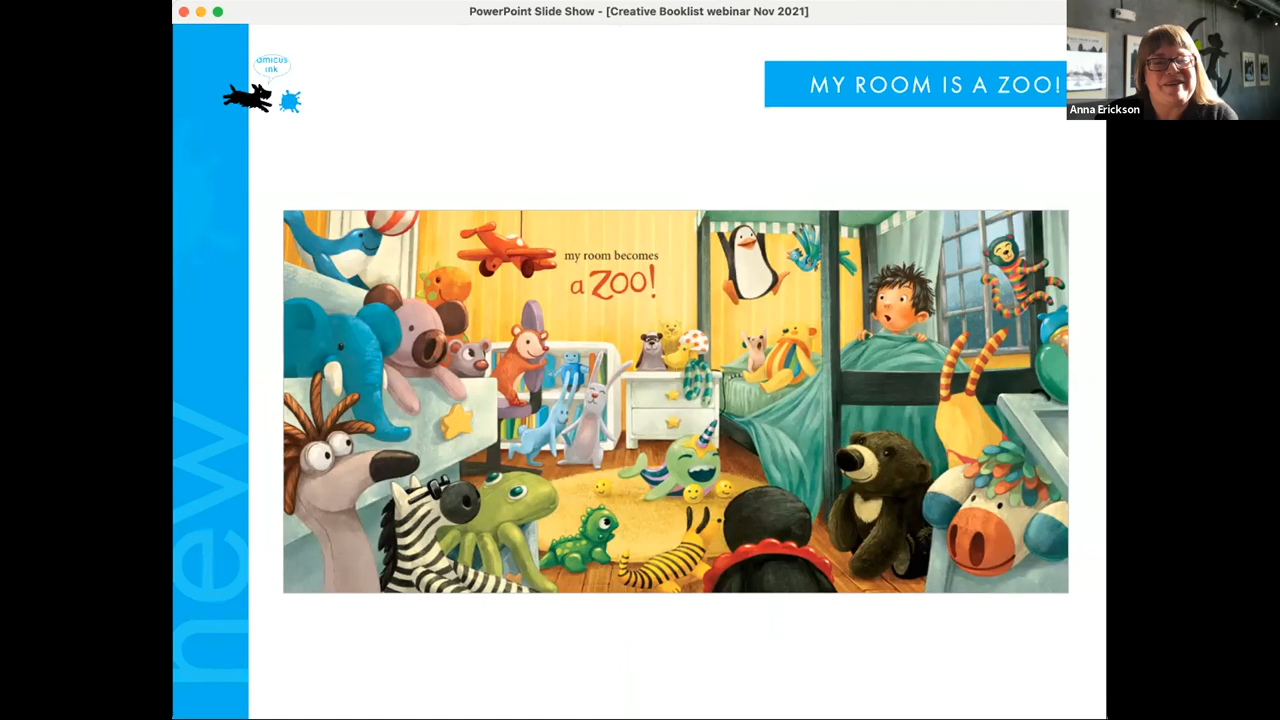 PowerPoint Slide Show - [Creative Booklist webinar Nov 2021]
amicus
ink
MY ROOM IS A ZOO!
Anna Erickson
my room becomes
a ZOO!
new